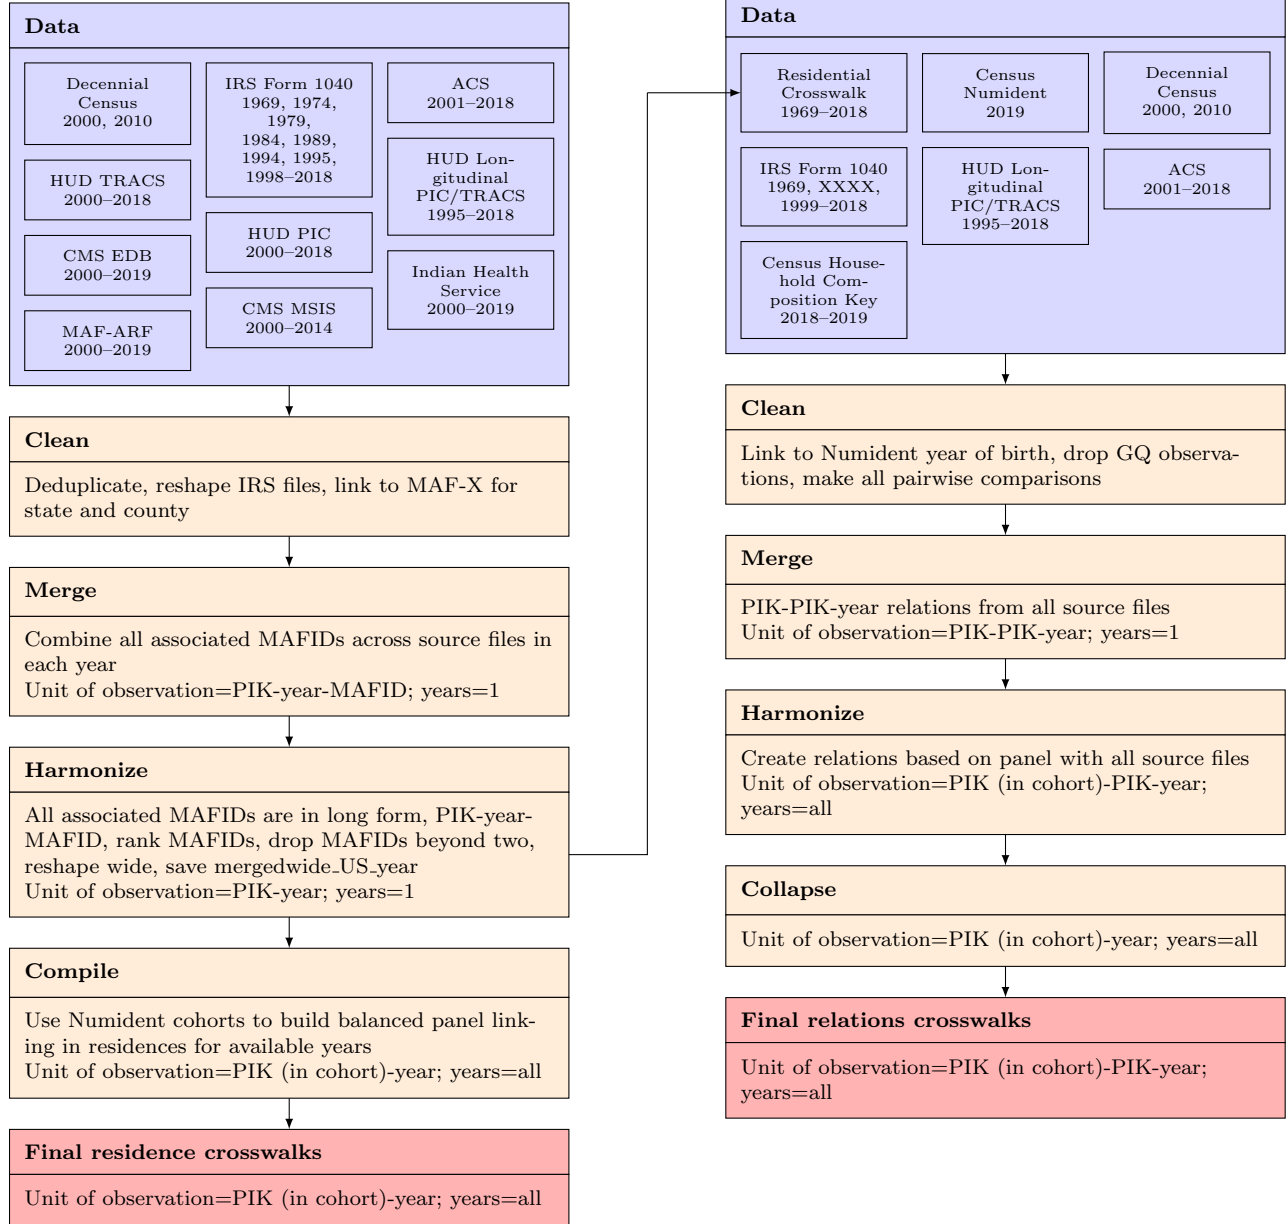 Data
Decennial
Census
2000, 2010
HUD TRACS
2000–2018
CMS EDB
2000–2019
MAF-ARF
2000–2019
IRS Form 1040
1969, 1974,
1979,
1984, 1989,
1994, 1995,
1998–2018
HUD PIC
2000–2018
CMS MSIS
2000–2014
ACS
2001–2018
HUD Lon-
gitudinal
PIC/TRACS
1995–2018
Indian Health
Service
2000–2019
Clean
Deduplicate, reshape IRS files, link to MAF-X for
state and county
Merge
Combine all associated MAFIDs across source files in
each year
Unit of observation=PIK-year-MAFID; years=1
Harmonize
All associated MAFIDs are in long form, PIK-year-
MAFID, rank MAFIDs, drop MAFIDs beyond two,
reshape wide, save mergedwide_US_year
Unit of observation=PIK-year; years=1
Compile
Use Numident cohorts to build balanced panel link-
ing in residences for available years
Unit of observation=PIK (in cohort)-year; years=all
Final residence crosswalks
Unit of observation=PIK (in cohort)-year; years=all
Data
Residential
Crosswalk
1969–2018
IRS Form 1040
1969, XXXX,
1999–2018
Census House-
hold Com-
position Key
2018–2019
Census
Numident
2019
HUD Lon-
gitudinal
PIC/TRACS
1995–2018
Decennial
Census
2000, 2010
ACS
2001–2018
Clean
Link to Numident year of birth, drop GQ observa-
tions, make all pairwise comparisons
Merge
PIK-PIK-year relations from all source files
Unit of observation=PIK-PIK-year; years=1
Harmonize
Create relations based on panel with all source files
Unit of observation=PIK (in cohort)-PIK-year;
years=all
Collapse
Unit of observation=PIK (in cohort)-year; years=all
Final relations crosswalks
Unit of observation=PIK (in cohort)-PIK-year;
years=all